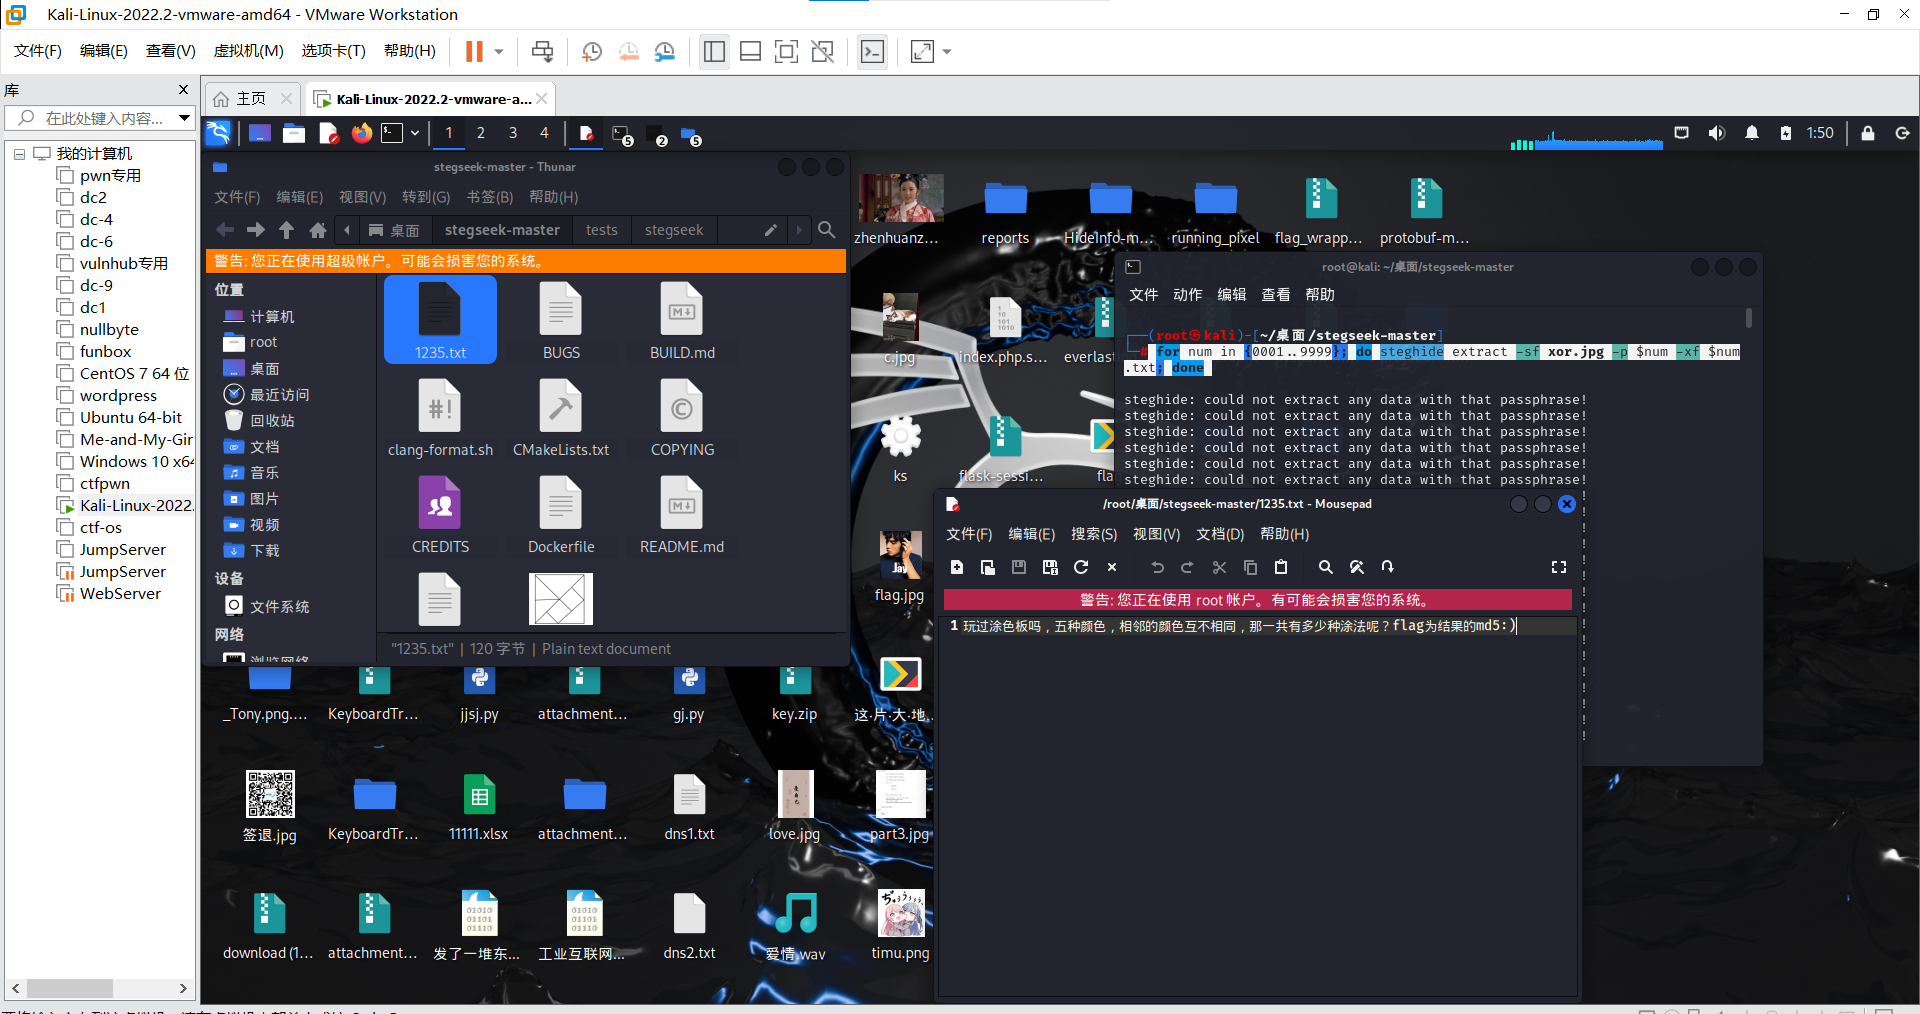 Kali-Linux-2022.2-vmware-amd64 - VMware Workstation
文件(F) 编辑(E) 查看(V) 虚拟机(M) 选项卡(T) 帮助(H)
库
在此处键入内容...
我的计算机
pwn专用
dc2
dc-4
dc-6
vulnhub专用
dc-9
dc1
nullbyte
funbox
CentOS 7 64 位
wordpress
Ubuntu 64-bit
Me-and-My-Gir
Windows 10 x64
ctfpwn
Kali-Linux-2022.
ctf-os
JumpServer
JumpServer
WebServer
主页
Kali-Linux-2022.2-vmware-a...
1 2 3 4 5 2 5 1:50
stegseek-master - Thunar
文件(F) 编辑(E) 视图(V) 转到(G) 书签(B) 帮助(H)
桌面 stegseek-master tests stegseek
警告: 您正在使用超级帐户。可能会损害您的系统。
位置
计算机
root
桌面
最近访问
回收站
文档
音乐
图片
视频
下载
设备
文件系统
网络
浏览网络
1235.txt BUGS BUILD.md
clang-format.sh CMakeLists.txt COPYING
CREDITS Dockerfile README.md
"1235.txt" | 120 字节 | Plain text document
zhenhuanz... reports HideInfo-m... running_pixel flag_wrapp... protobuf-m...
c.jpg index.php.s... everlast
ks flask-sessi... fla
flag.jpg
_Tony.png.... KeyboardTr... jjsj.py attachment... gj.py key.zip 这·片·大·地..
签退.jpg KeyboardTr... 11111.xlsx attachment... dns1.txt love.jpg part3.jpg
download (1... attachment... 发了一堆东... 工业互联网... dns2.txt 爱情.wav timu.png
root@kali: ~/桌面/stegseek-master
文件 动作 编辑 查看 帮助
┌──(root㉿kali)-[~/桌面/stegseek-master]
└─# for num in {0001..9999}; do steghide extract -sf xor.jpg -p $num -xf $num
.txt; done
steghide: could not extract any data with that passphrase!
steghide: could not extract any data with that passphrase!
steghide: could not extract any data with that passphrase!
steghide: could not extract any data with that passphrase!
steghide: could not extract any data with that passphrase!
steghide: could not extract any data with that passphrase!
/root/桌面/stegseek-master/1235.txt - Mousepad
文件(F) 编辑(E) 搜索(S) 视图(V) 文档(D) 帮助(H)
警告: 您正在使用 root 帐户。有可能会损害您的系统。
1 玩过涂色板吗，五种颜色，相邻的颜色互不相同，那一共有多少种涂法呢？flag为结果的md5:)